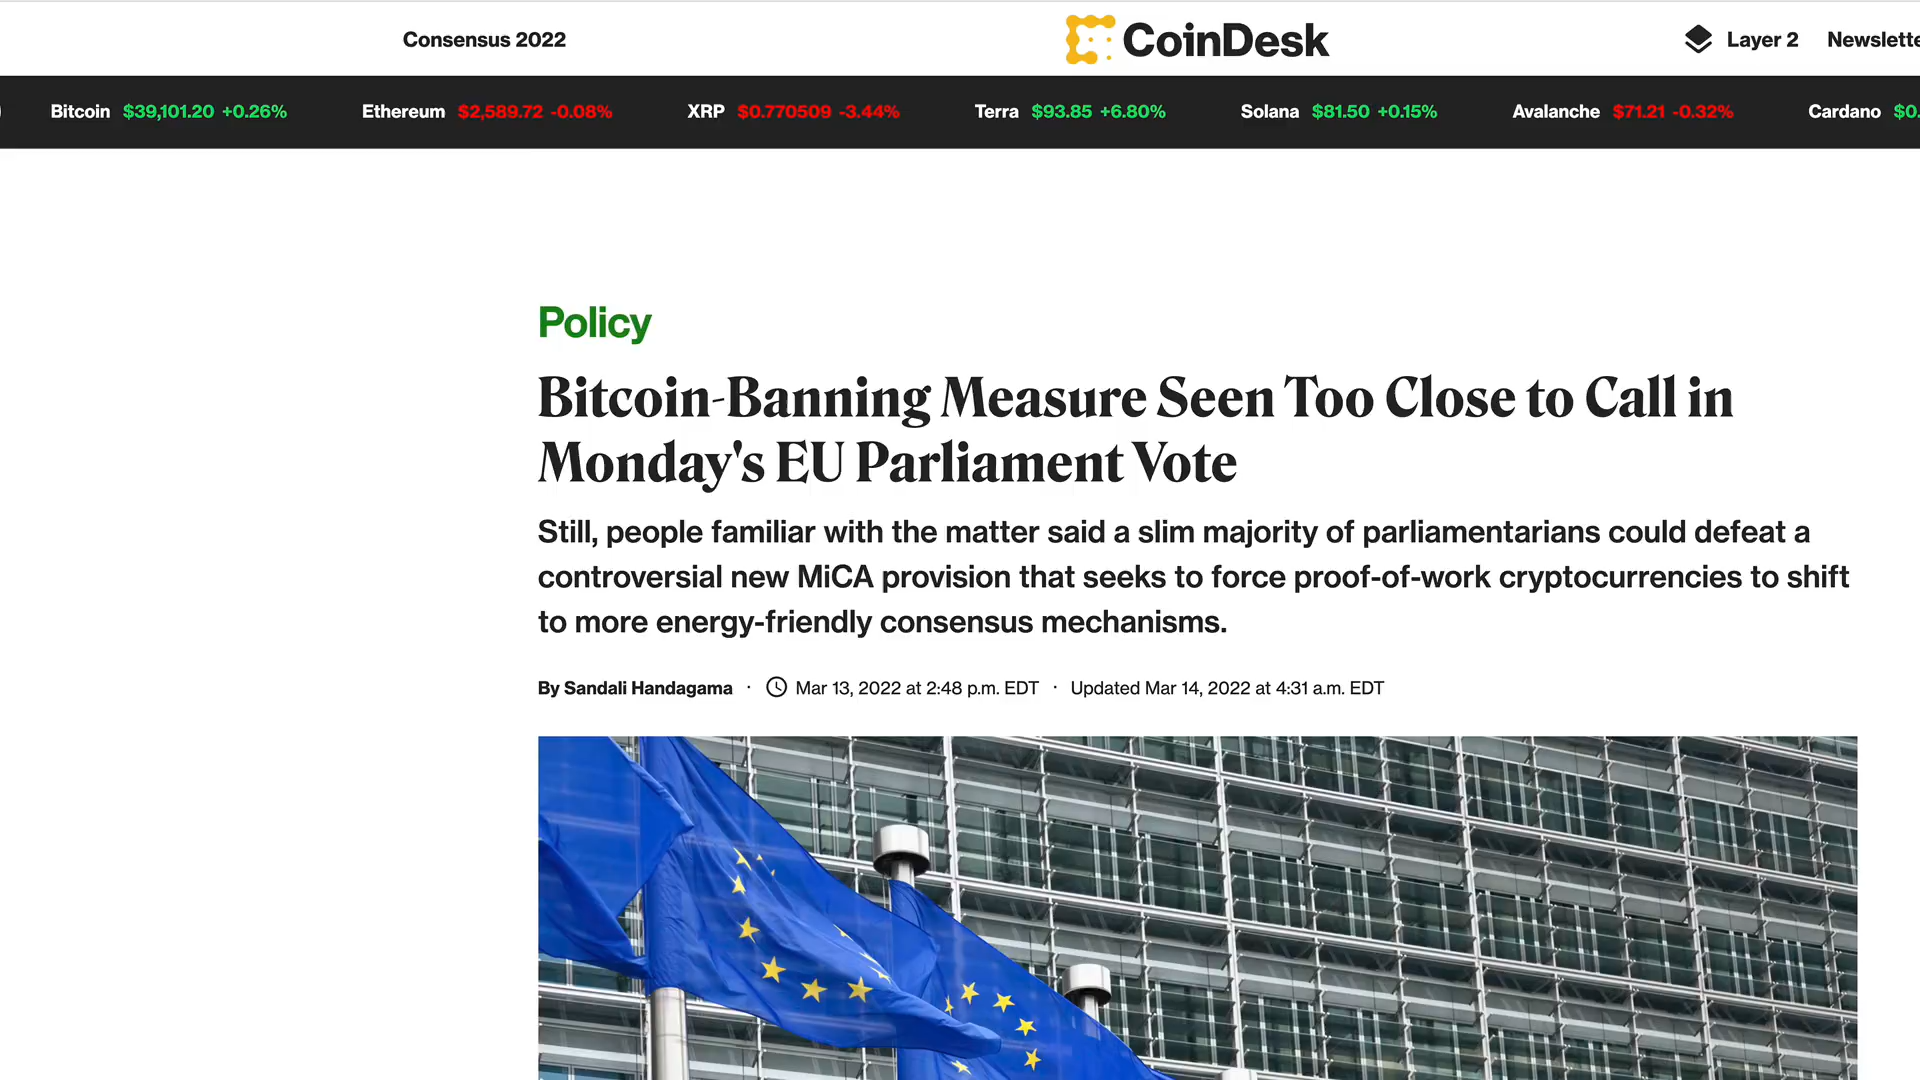 Consensus 2022
CoinDesk
Layer 2
Bitcoin $39,101.20 +0.26% Ethereum $2,589.72 -0.08% XRP $0.770509 -3.44% Terra $93.85 +6.80% Solana $81.50 +0.15% Avalanche $71.21 -0.32% Cardano $0.
Policy
Bitcoin-Banning Measure Seen Too Close to Call in
Monday's EU Parliament Vote
Still, people familiar with the matter said a slim majority of parliamentarians could defeat a
controversial new MiCA provision that seeks to force proof-of-work cryptocurrencies to shift
to more energy-friendly consensus mechanisms.
By Sandali Handagama · Mar 13, 2022 at 2:48 p.m. EDT · Updated Mar 14, 2022 at 4:31 a.m. EDT